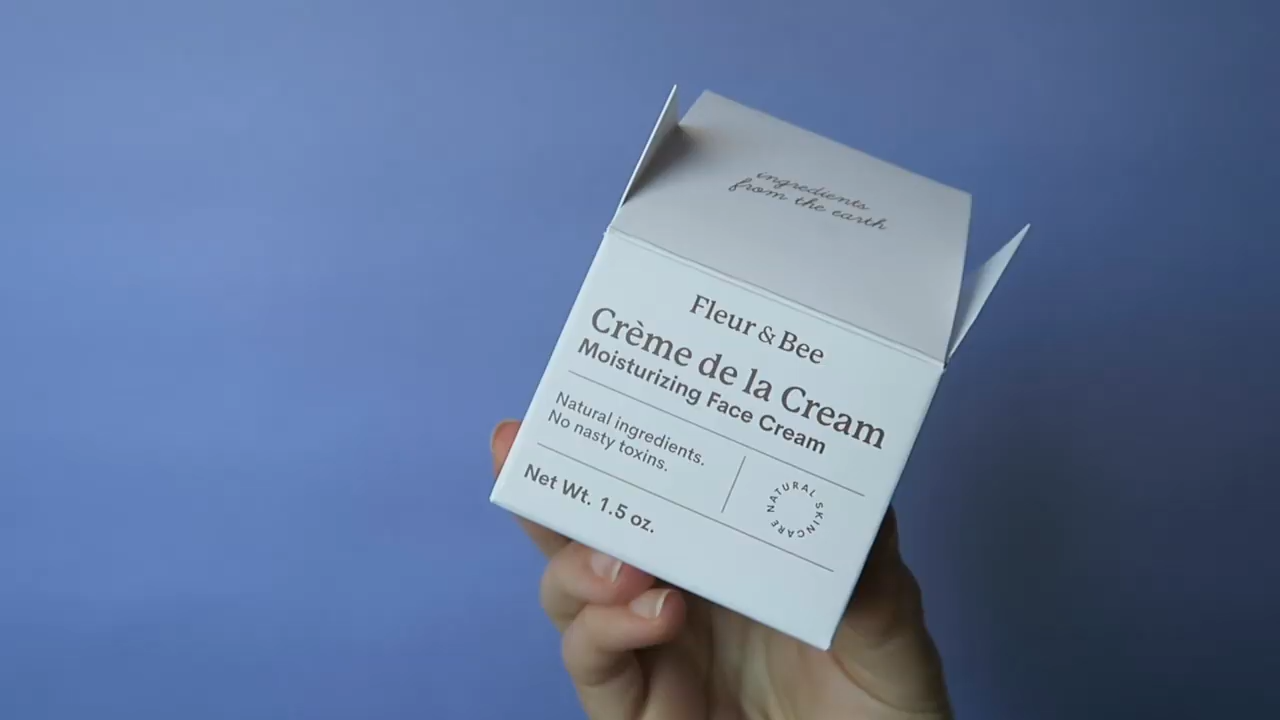 ingredients
from the earth
Fleur & Bee
Crème de la Cream
Moisturizing Face Cream
Natural ingredients.
No nasty toxins.
NATURAL SKINCARE
Net Wt. 1.5 oz.